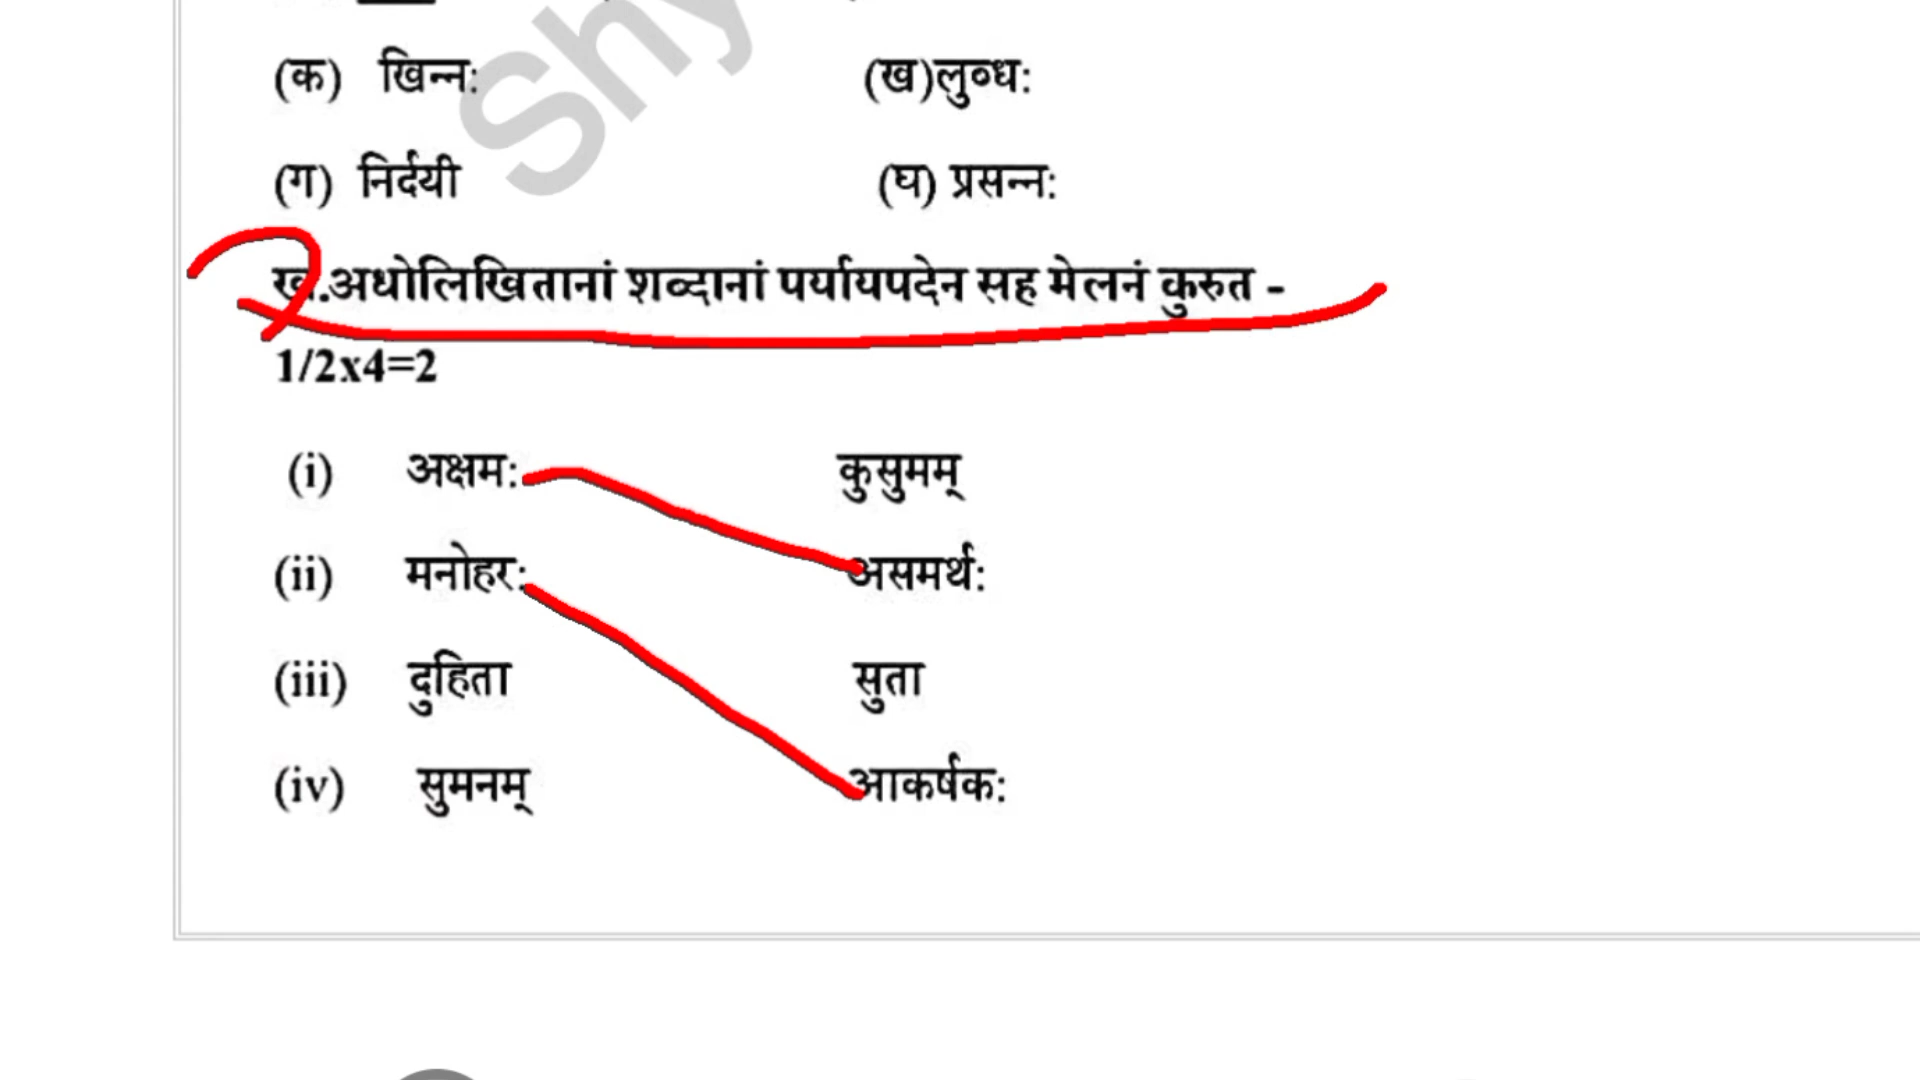 Shy
(क) खिन्न: (ख)लुब्ध:
(ग) निर्दयी (घ) प्रसन्न:
ख.अधोलिखितानां शब्दानां पर्यायपदेन सह मेलनं कुरुत -
1/2x4=2
(i) अक्षम: कुसुमम्
(ii) मनोहर: असमर्थ:
(iii) दुहिता सुता
(iv) सुमनम् आकर्षक: